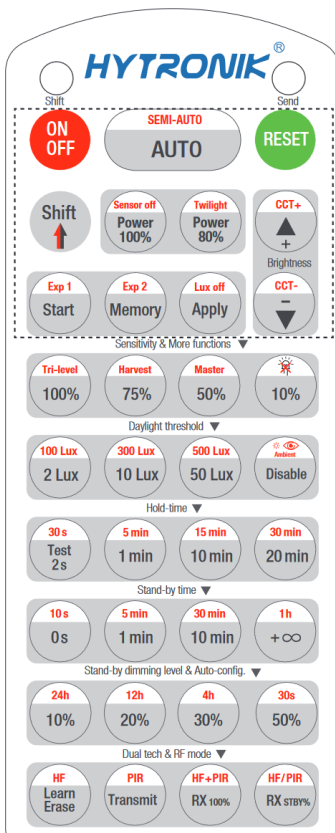 HYTRONIK®
Shift
Send
ON
OFF
SEMI-AUTO
AUTO
RESET
Shift
Sensor off
Power
100%
Twilight
Power
80%
CCT+
+
Brightness
CCT-
-
Exp 1
Start
Exp 2
Memory
Lux off
Apply
Sensitivity & More functions ▼
Tri-level
100%
Harvest
75%
Master
50%
10%
Daylight threshold ▼
100 Lux
2 Lux
300 Lux
10 Lux
500 Lux
50 Lux
Ambient
Disable
Hold-time ▼
30 s
Test
2 s
5 min
1 min
15 min
10 min
30 min
20 min
Stand-by time ▼
10 s
0 s
5 min
1 min
30 min
10 min
1h
+∞
Stand-by dimming level & Auto-config. ▼
24h
10%
12h
20%
4h
30%
30s
50%
Dual tech & RF mode ▼
HF
Learn
Erase
PIR
Transmit
HF+PIR
RX 100%
HF/PIR
RX STBY%